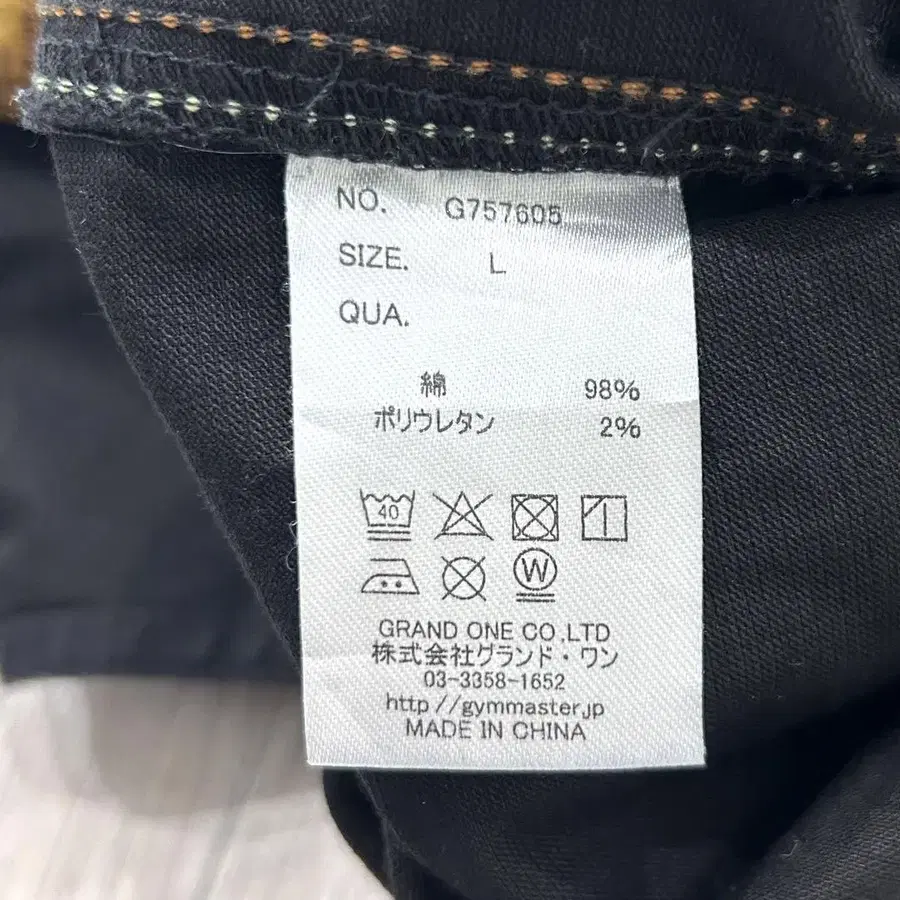 NO. G757605
SIZE. L
QUA.
綿 98%
ポリウレタン 2%
40
W
GRAND ONE CO.,LTD
株式会社グランド・ワン
03-3358-1652
http://gymmaster.jp
MADE IN CHINA